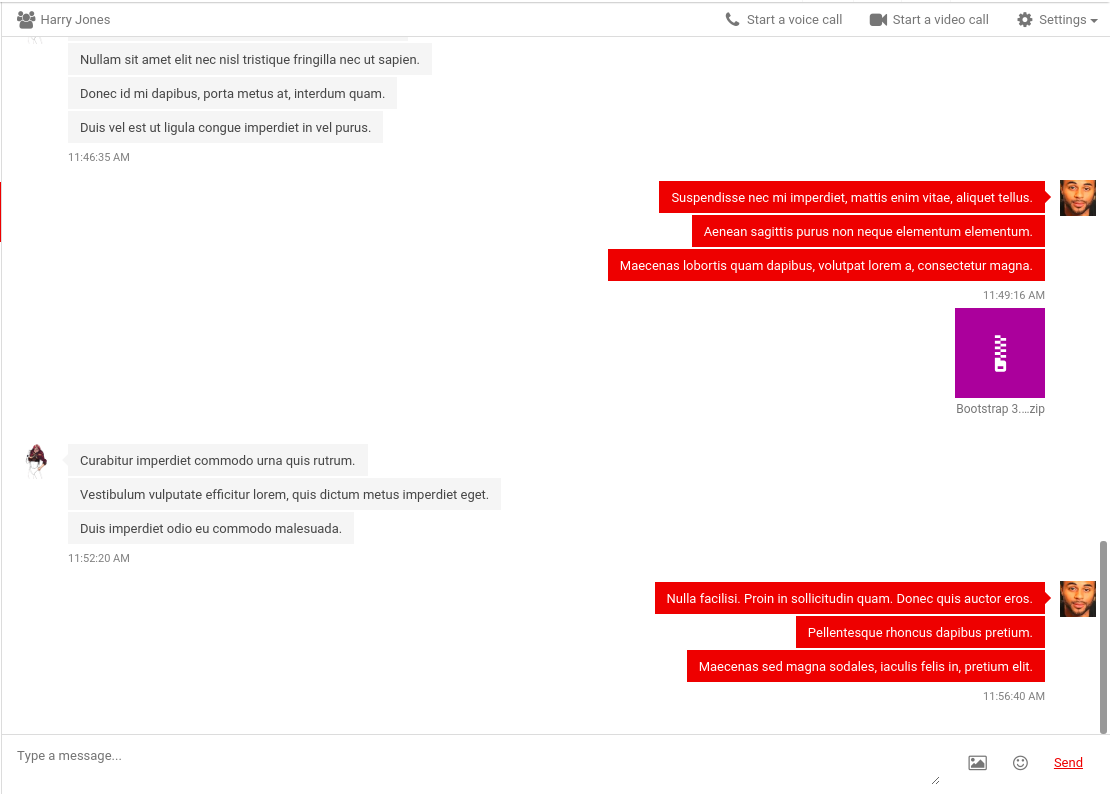 Harry Jones
Start a voice call
Start a video call
Settings
Nullam sit amet elit nec nisl tristique fringilla nec ut sapien.
Donec id mi dapibus, porta metus at, interdum quam.
Duis vel est ut ligula congue imperdiet in vel purus.
11:46:35 AM
Suspendisse nec mi imperdiet, mattis enim vitae, aliquet tellus.
Aenean sagittis purus non neque elementum elementum.
Maecenas lobortis quam dapibus, volutpat lorem a, consectetur magna.
11:49:16 AM
Bootstrap 3....zip
Curabitur imperdiet commodo urna quis rutrum.
Vestibulum vulputate efficitur lorem, quis dictum metus imperdiet eget.
Duis imperdiet odio eu commodo malesuada.
11:52:20 AM
Nulla facilisi. Proin in sollicitudin quam. Donec quis auctor eros.
Pellentesque rhoncus dapibus pretium.
Maecenas sed magna sodales, iaculis felis in, pretium elit.
11:56:40 AM
Type a message...
Send